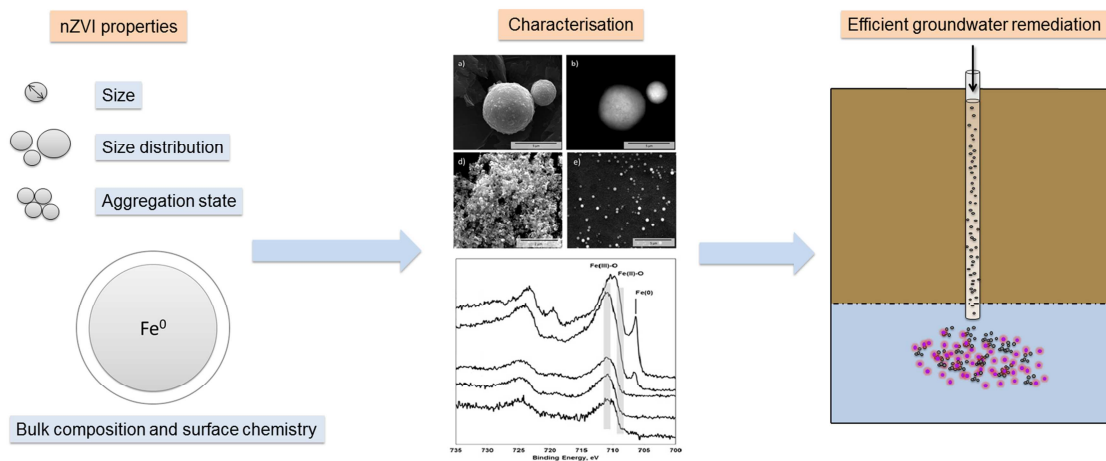 nZVI properties
Size
Size distribution
Aggregation state
Fe⁰
Bulk composition and surface chemistry
Characterisation
a)
b)
d)
e)
Fe(III)-O
Fe(II)-O
Fe(0)
735 730 725 720 715 710 705 700
Binding Energy, eV
Efficient groundwater remediation